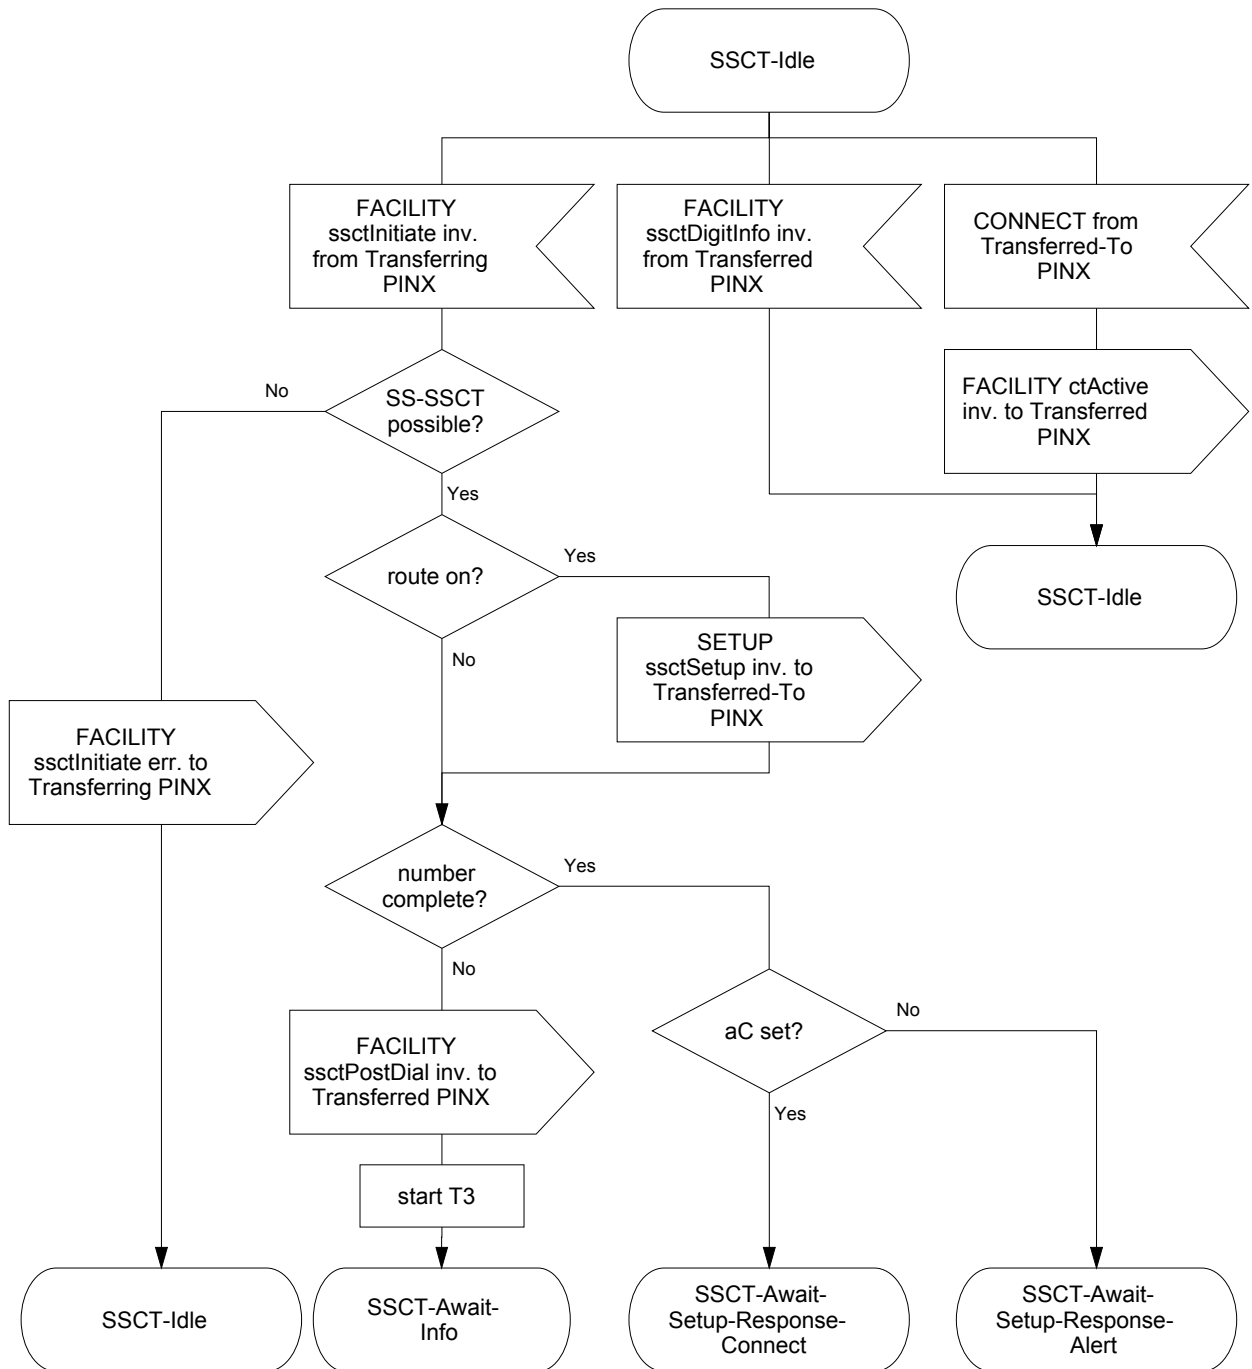 SSCT-Idle
FACILITY
ssctInitiate inv.
from Transferring
PINX
FACILITY
ssctDigitInfo inv.
from Transferred
PINX
CONNECT from
Transferred-To
PINX
No
SS-SSCT
possible?
FACILITY ctActive
inv. to Transferred
PINX
Yes
route on?
Yes
SSCT-Idle
No
SETUP
ssctSetup inv. to
Transferred-To
PINX
FACILITY
ssctInitiate err. to
Transferring PINX
number
complete?
Yes
No
aC set?
No
FACILITY
ssctPostDial inv. to
Transferred PINX
Yes
start T3
SSCT-Idle
SSCT-Await-
Info
SSCT-Await-
Setup-Response-
Connect
SSCT-Await-
Setup-Response-
Alert